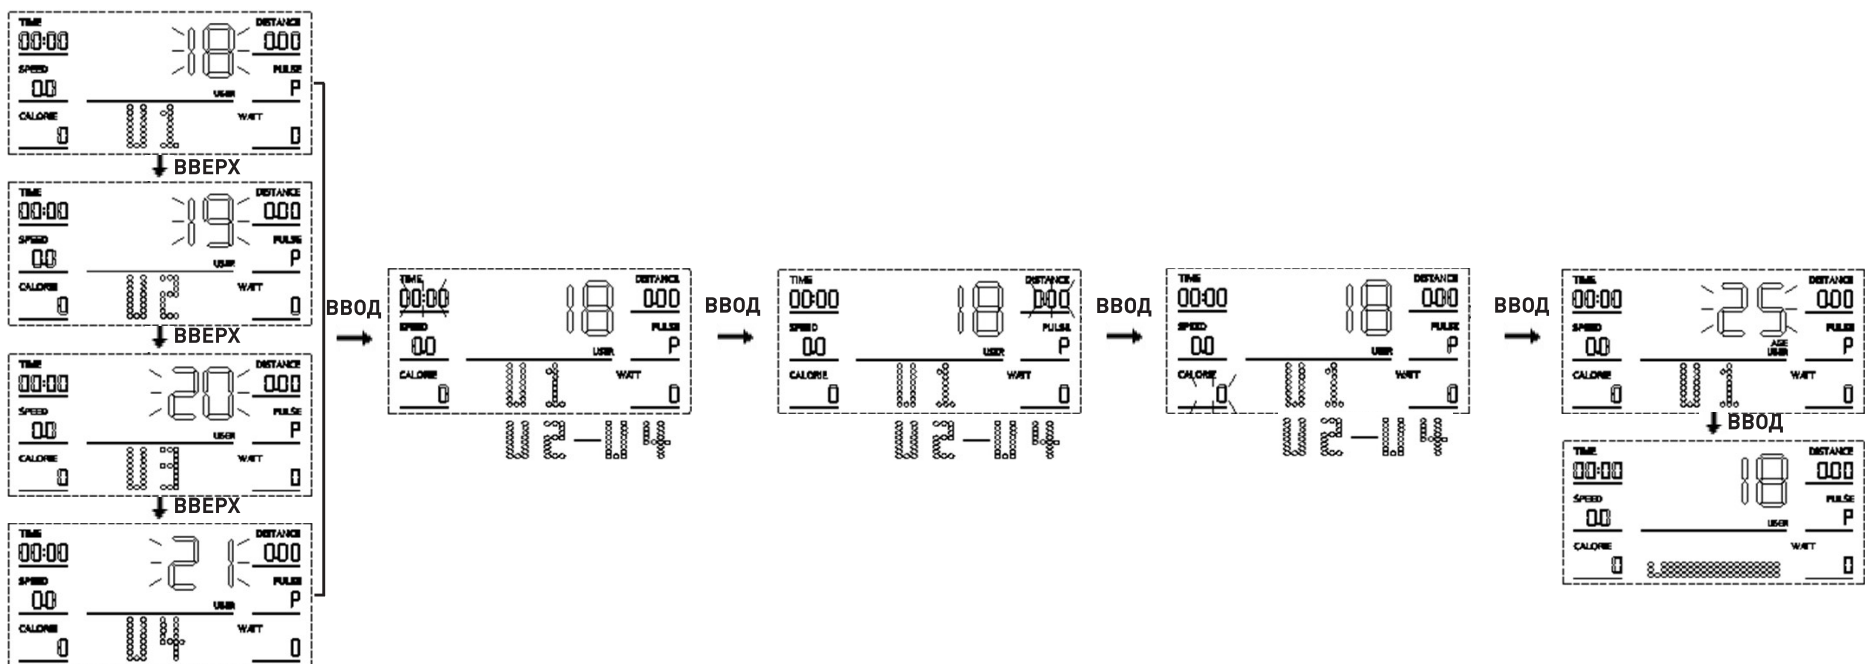 TIME
18
DISTANCE
00:00
0.00
SPEED
PULSE
0.0
P
USER
CALORIE
U1
WATT
0
0
ВВЕРХ
TIME
19
DISTANCE
00:00
0.00
SPEED
PULSE
0.0
P
USER
CALORIE
U2
WATT
0
0
ВВЕРХ
TIME
20
DISTANCE
00:00
0.00
SPEED
PULSE
0.0
P
USER
CALORIE
U3
WATT
0
0
ВВЕРХ
TIME
21
DISTANCE
00:00
0.00
SPEED
PULSE
0.0
P
USER
CALORIE
U4
WATT
0
0
ВВОД
TIME
18
DISTANCE
00:00
0.00
SPEED
PULSE
0.0
P
USER
CALORIE
U1
WATT
0
0
U2—U4
ВВОД
TIME
18
DISTANCE
00:00
0.00
SPEED
PULSE
0.0
P
USER
CALORIE
U1
WATT
0
0
U2—U4
ВВОД
TIME
18
DISTANCE
00:00
0.00
SPEED
PULSE
0.0
P
USER
CALORIE
U1
WATT
0
0
U2—U4
ВВОД
TIME
25
DISTANCE
00:00
0.00
SPEED
PULSE
0.0
AGE
P
USER
CALORIE
U1
WATT
0
0
ВВОД
TIME
18
DISTANCE
00:00
0.00
SPEED
PULSE
0.0
P
USER
CALORIE
WATT
0
0